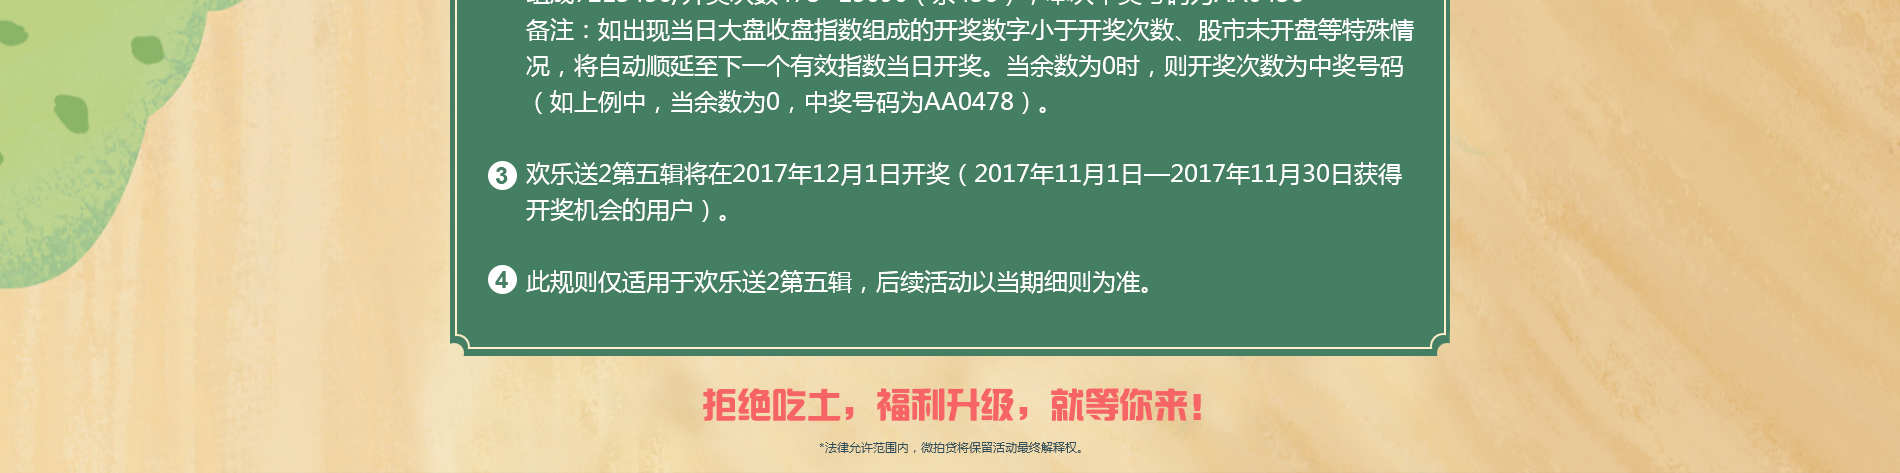 备注：如出现当日大盘收盘指数组成的开奖数字小于开奖次数、股市未开盘等特殊情
况，将自动顺延至下一个有效指数当日开奖。当余数为0时，则开奖次数为中奖号码
（如上例中，当余数为0，中奖号码为AA0478）。
3 欢乐送2第五辑将在2017年12月1日开奖（2017年11月1日—2017年11月30日获得
开奖机会的用户）。
4 此规则仅适用于欢乐送2第五辑，后续活动以当期细则为准。
拒绝吃土，福利升级，就等你来！
*法律允许范围内，微拍贷将保留活动最终解释权。